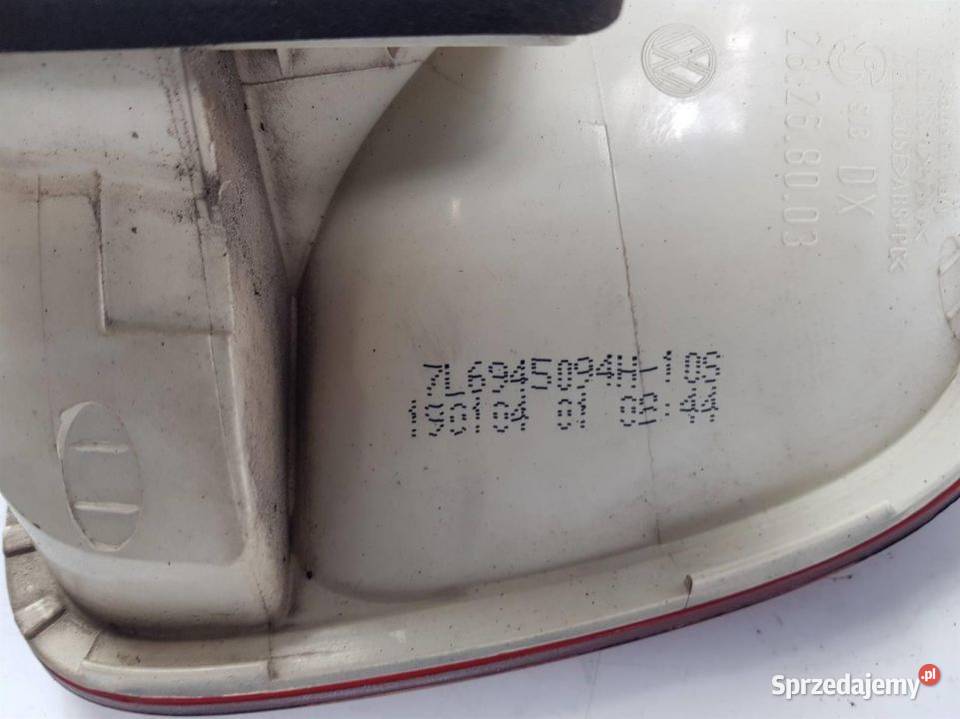 28.26.80.03
DX
7L6945094H-10S
190104 01 08:44
Sprzedajemy.pl